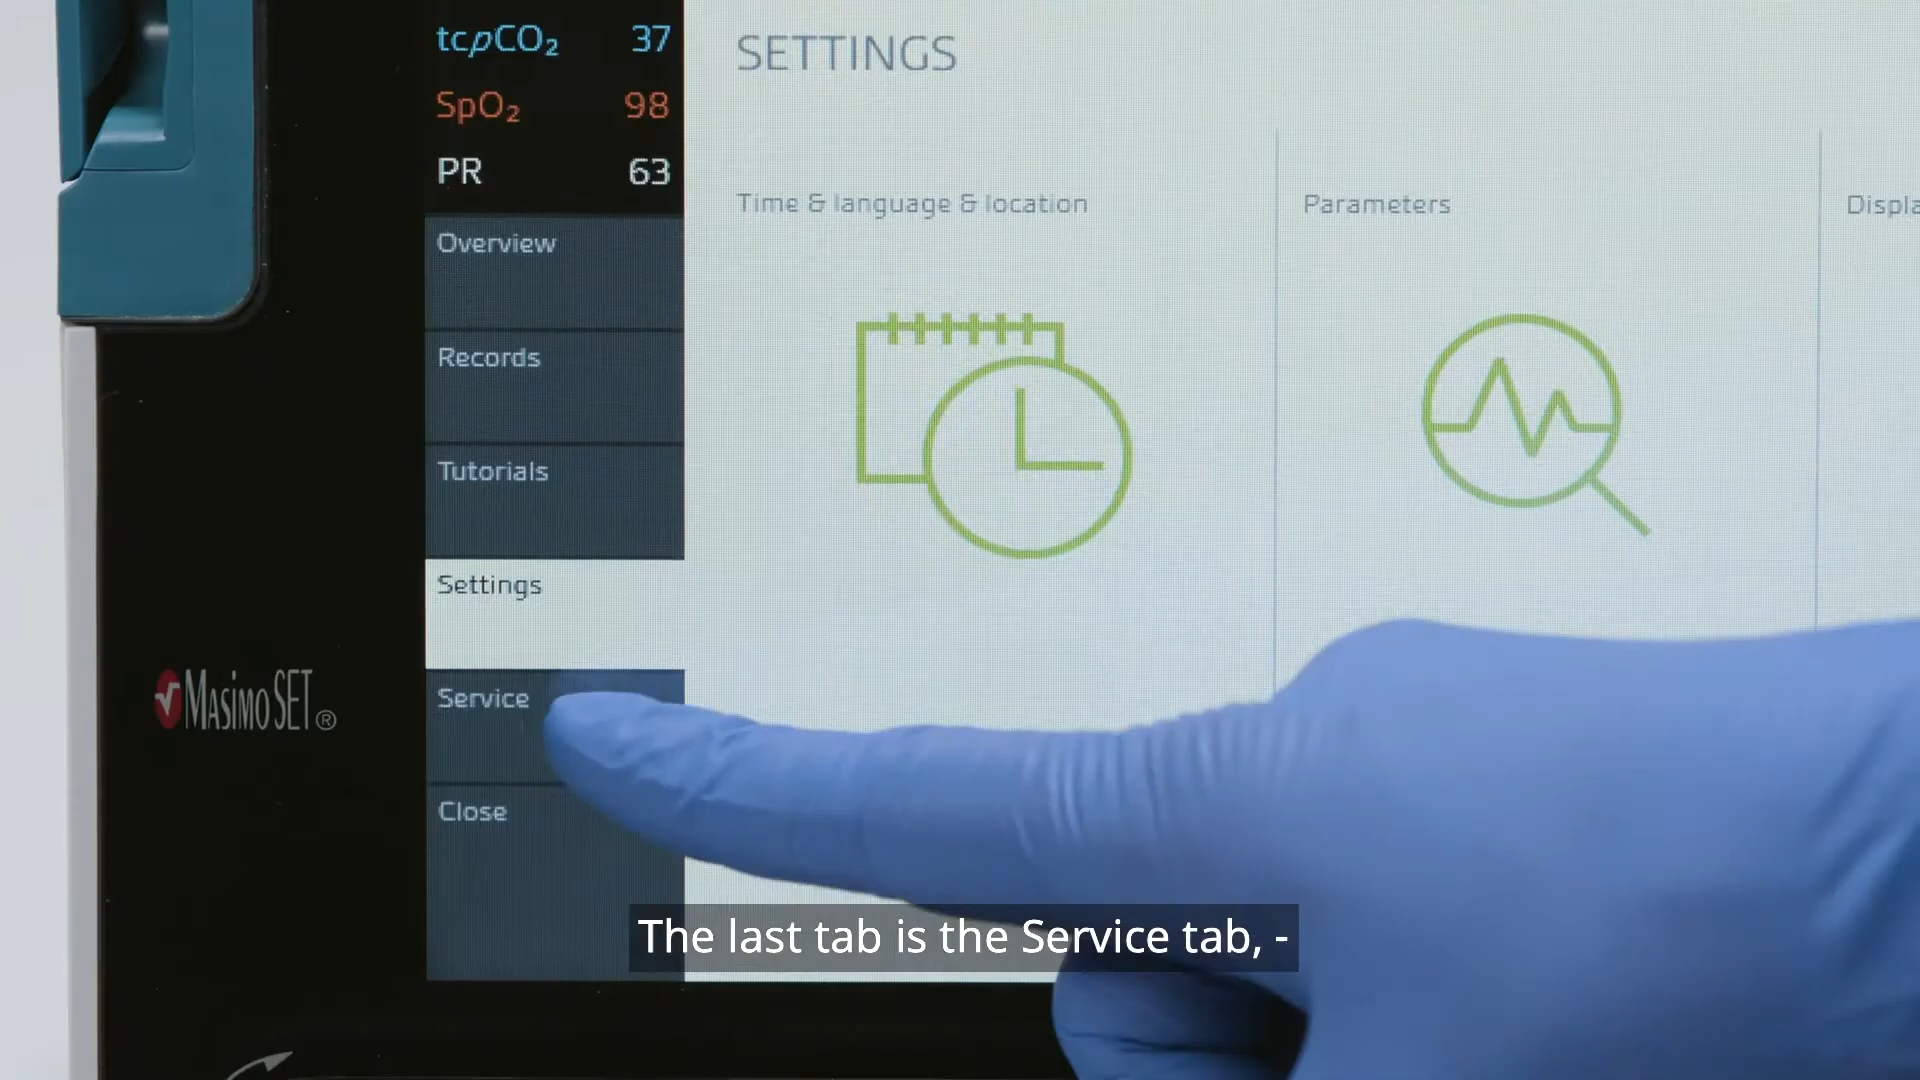 tcpCO₂ 37
SpO₂ 98
PR 63
SETTINGS
Time & language & location
Parameters
Overview
Records
Tutorials
Settings
Service
Close
MASIMO SET®
The last tab is the Service tab, -